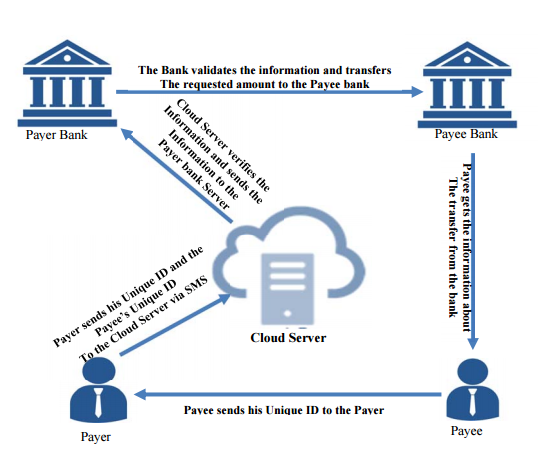 The Bank validates the information and transfers
The requested amount to the Payee bank
Payer Bank
Payee Bank
Cloud Server verifies the
Information and sends the
Information to the
Payer bank Server
Payee gets the information about
The transfer from the bank
Payer sends his Unique ID and the
Payee's Unique ID
To the Cloud Server via SMS
Cloud Server
Payee sends his Unique ID to the Payer
Payer
Payee